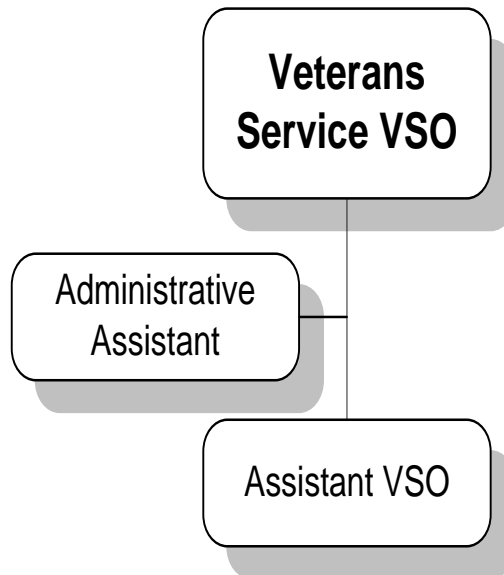 Veterans
Service VSO
Administrative
Assistant
Assistant VSO